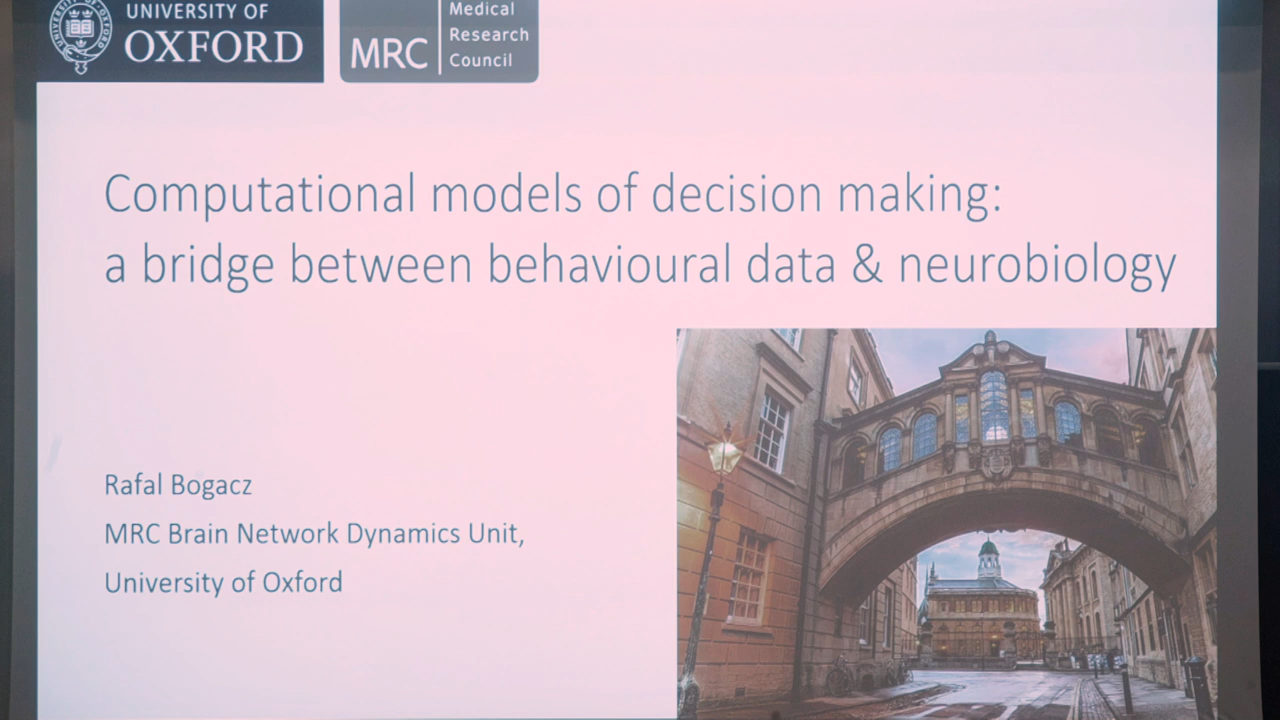 UNIVERSITY OF
OXFORD
MRC
Medical
Research
Council
Computational models of decision making:
a bridge between behavioural data & neurobiology
Rafal Bogacz
MRC Brain Network Dynamics Unit,
University of Oxford